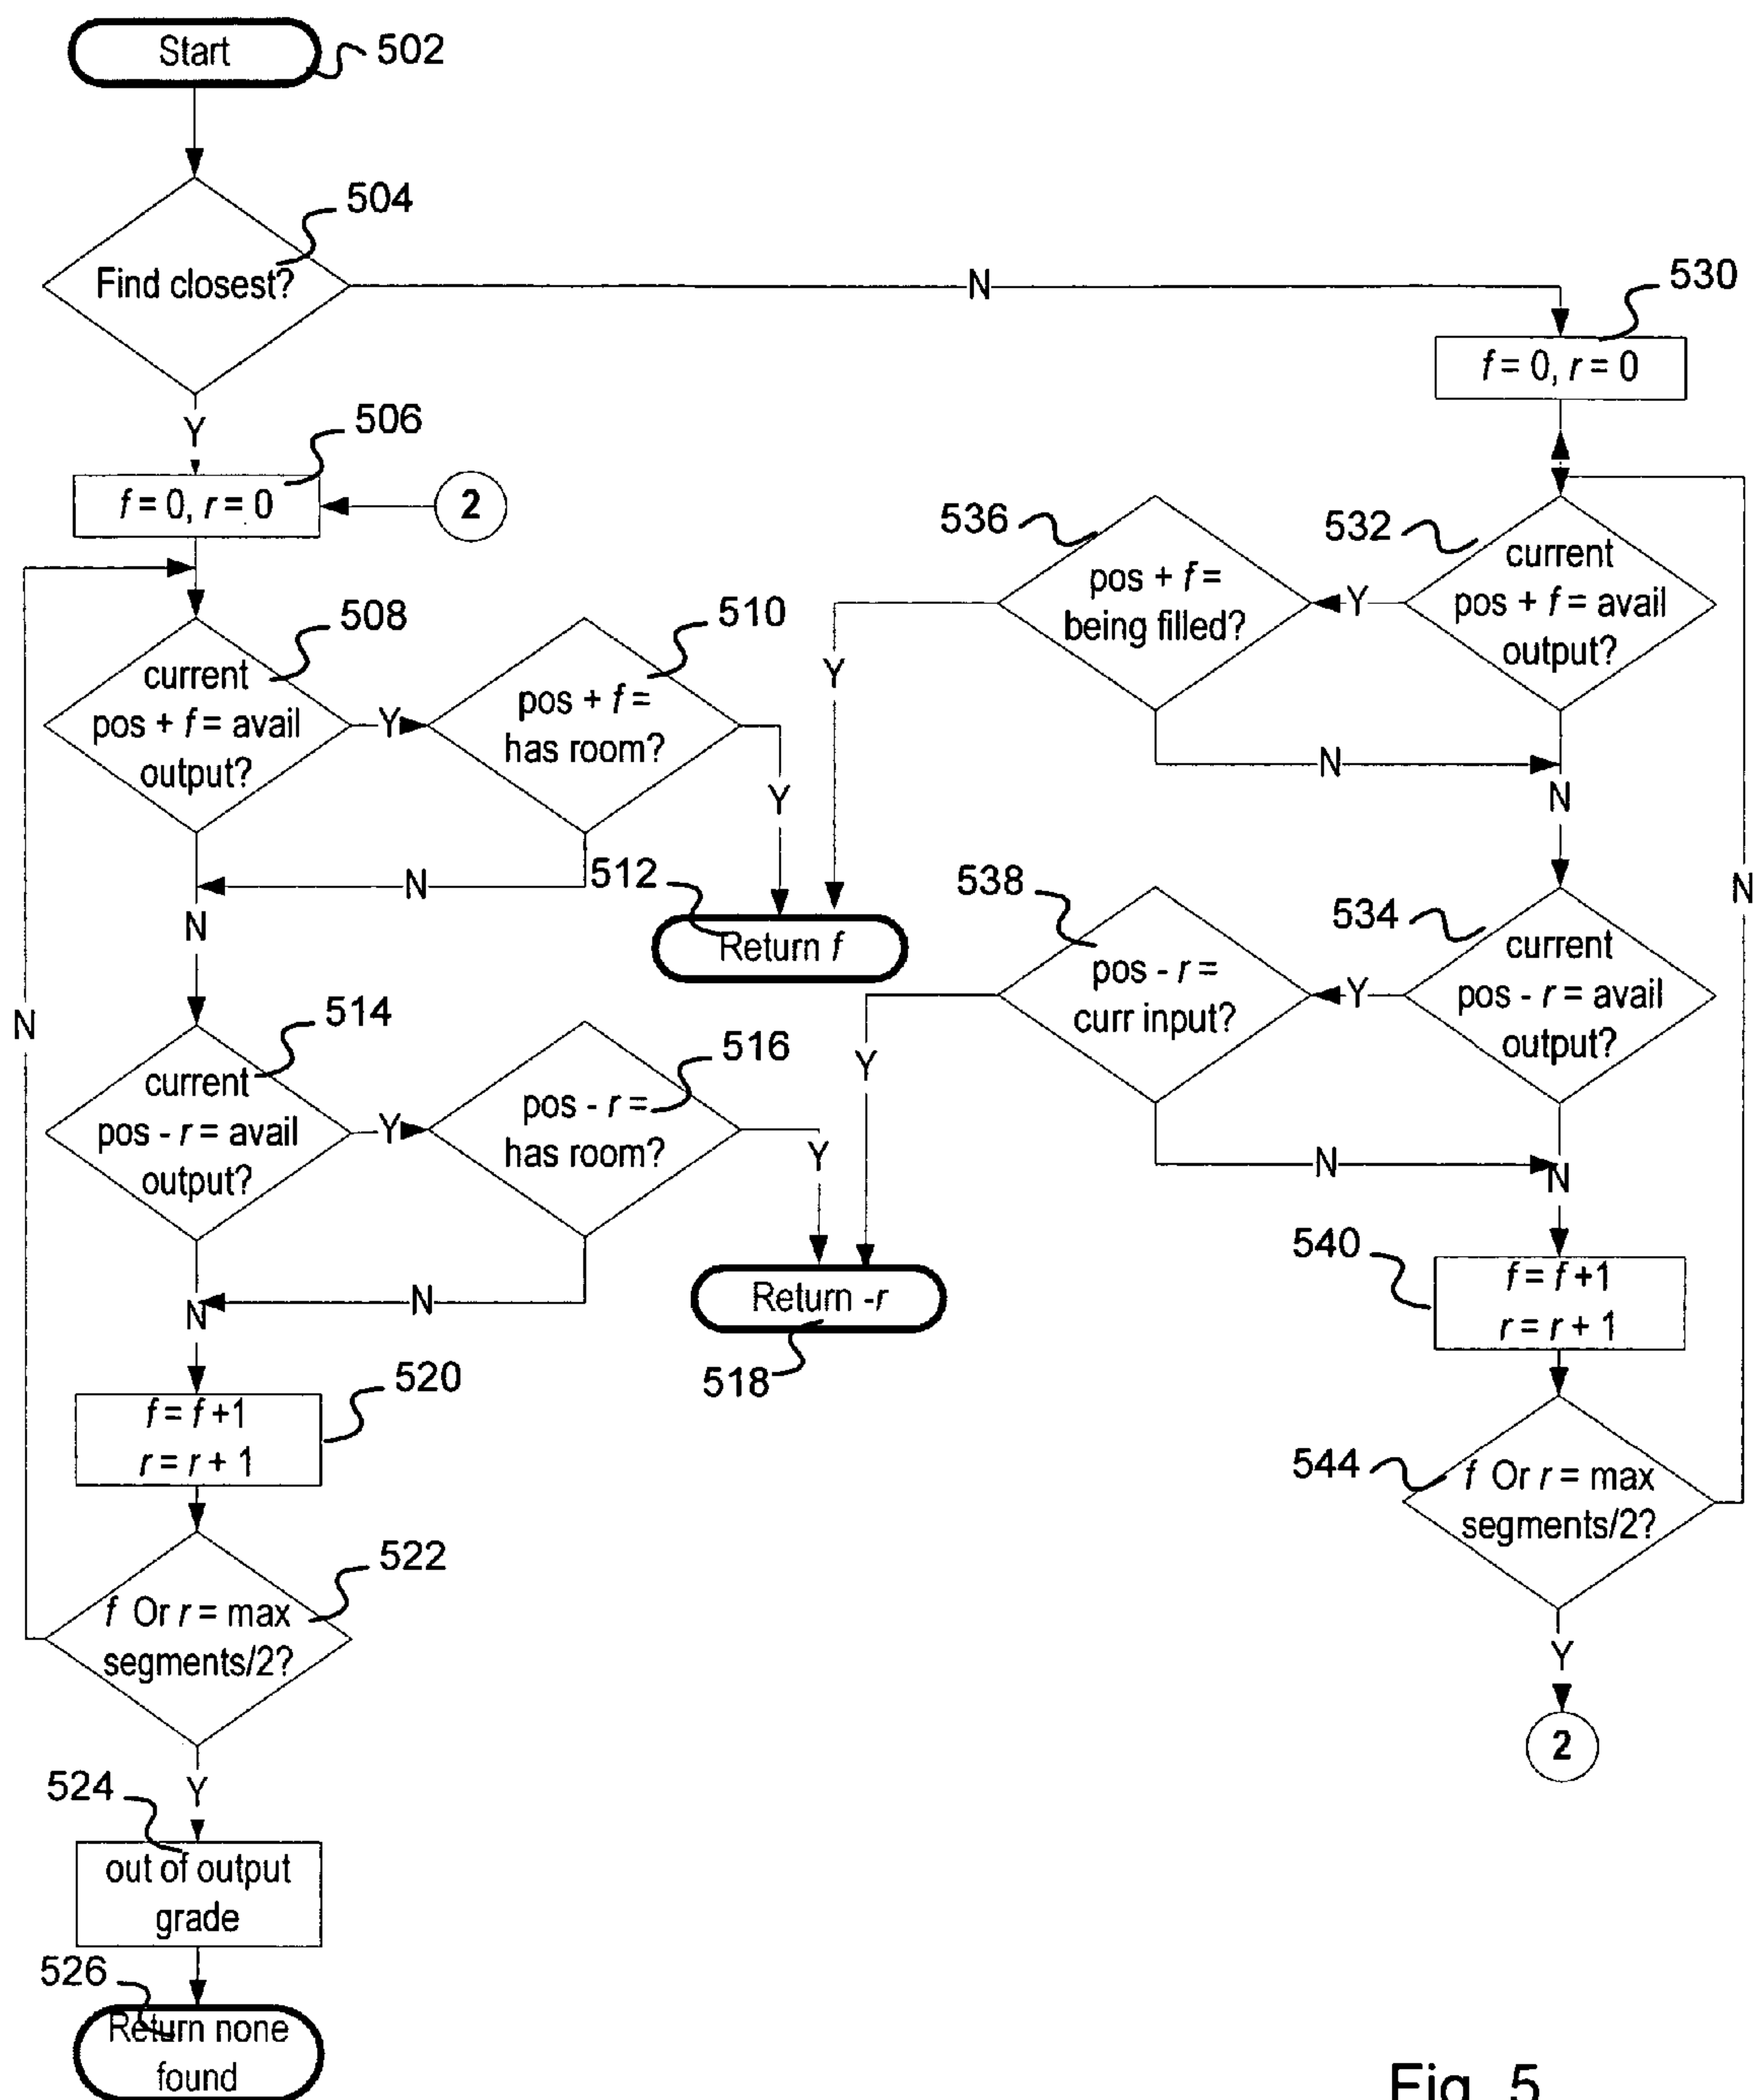 Start
502
504
Find closest?
N
530
f = 0, r = 0
Y
506
f = 0, r = 0
2
536
pos + f =
being filled?
Y
532
current
pos + f = avail
output?
508
current
pos + f = avail
output?
Y
510
pos + f =
has room?
Y
Y
N
N
N
N
512
Return f
538
pos - r =
curr input?
Y
534
current
pos - r = avail
output?
N
N
514
current
pos - r = avail
output?
Y
516
pos - r =
has room?
Y
Y
N
N
N
N
518
Return -r
540
f = f +1
r = r + 1
520
f = f +1
r = r + 1
544
f Or r = max
segments/2?
522
f Or r = max
segments/2?
Y
2
Y
524
out of output
grade
526
Return none
found
Fig. 5